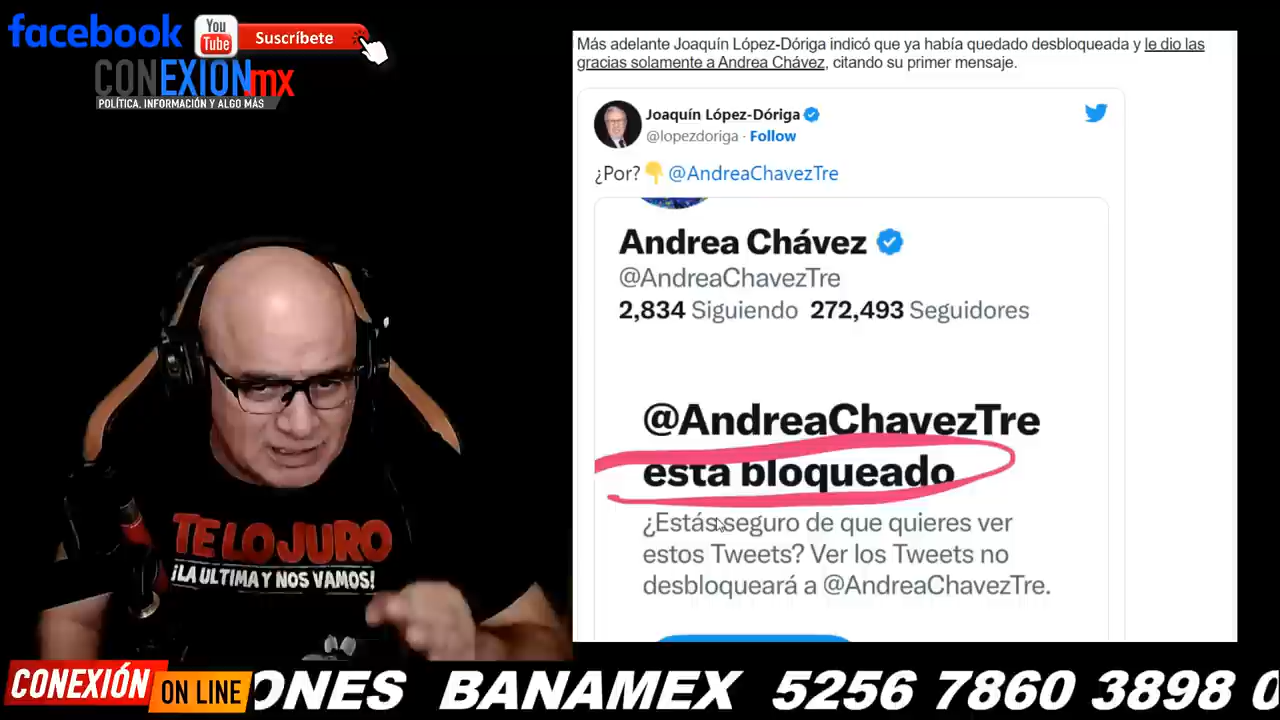 facebook
You
Tube
Suscríbete
CONEXIONMX
POLÍTICA, INFORMACIÓN Y ALGO MÁS
Más adelante Joaquín López-Dóriga indicó que ya había quedado desbloqueada y le dio las
gracias solamente a Andrea Chávez, citando su primer mensaje.
Joaquín López-Dóriga
@lopezdoriga · Follow
¿Por?👇@AndreaChavezTre
Andrea Chávez
@AndreaChavezTre
2,834 Siguiendo 272,493 Seguidores
@AndreaChavezTre
está bloqueado
¿Estás seguro de que quieres ver
estos Tweets? Ver los Tweets no
desbloqueará a @AndreaChavezTre.
TE LO JURO
¡LA ULTIMA Y NOS VAMOS!
CONEXIÓN
ON LINE
ONES BANAMEX 5256 7860 3898 0